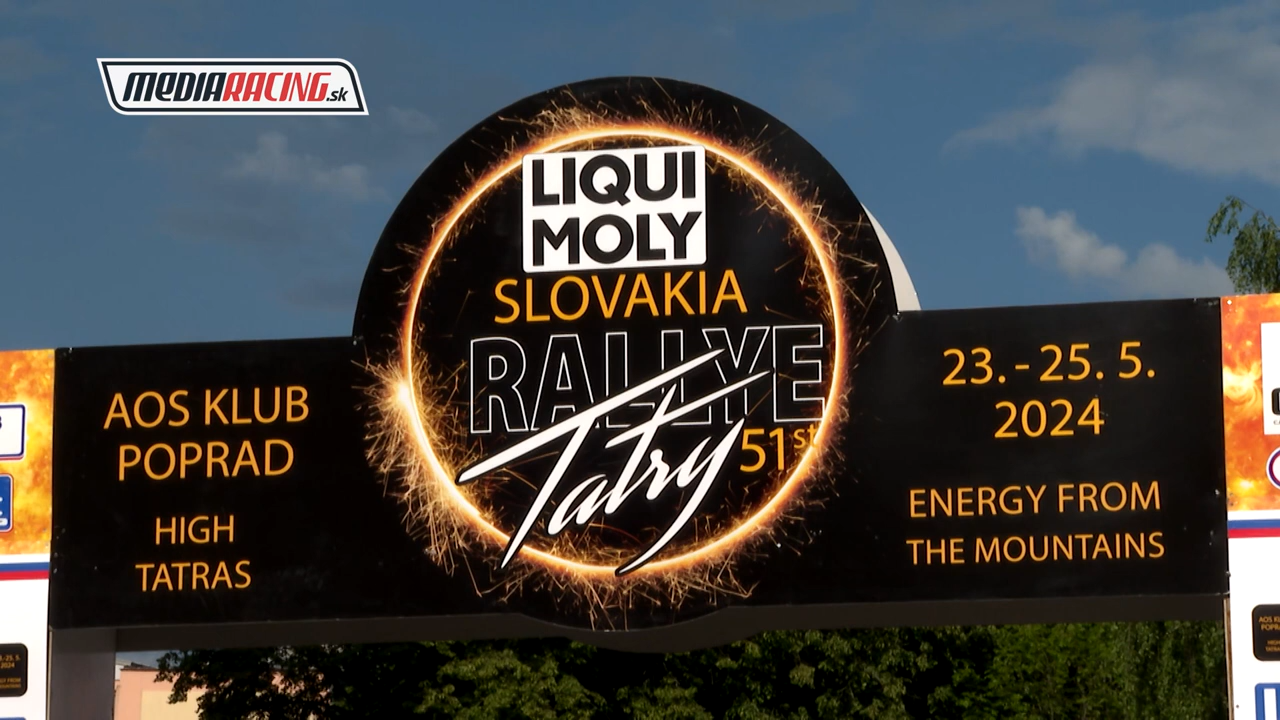 MEDIARACING.sk
LIQUI
MOLY
SLOVAKIA
RALLYE
Tatry 51st
AOS KLUB
POPRAD
HIGH
TATRAS
23.-25. 5.
2024
ENERGY FROM
THE MOUNTAINS